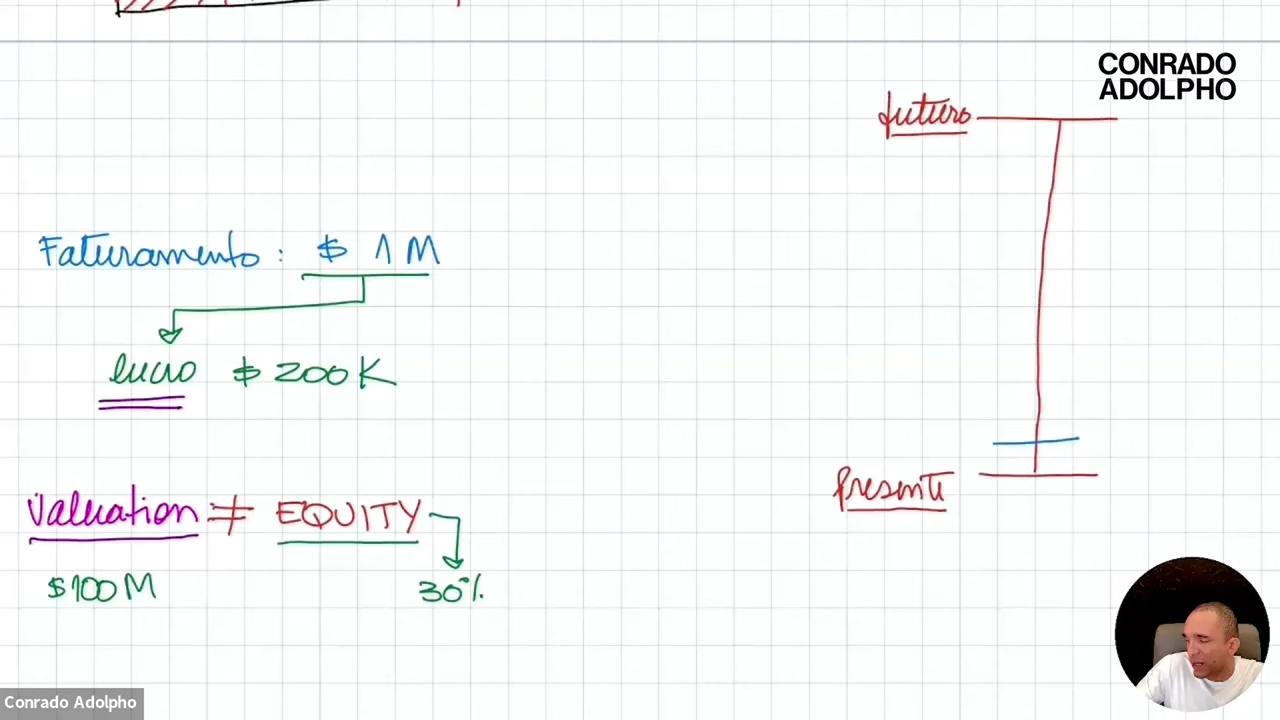 CONRADO
ADOLPHO
futuro
Faturamento: $ 1M
lucro $ 200K
Presente
Valuation ≠ EQUITY
$100M
30%
Conrado Adolpho